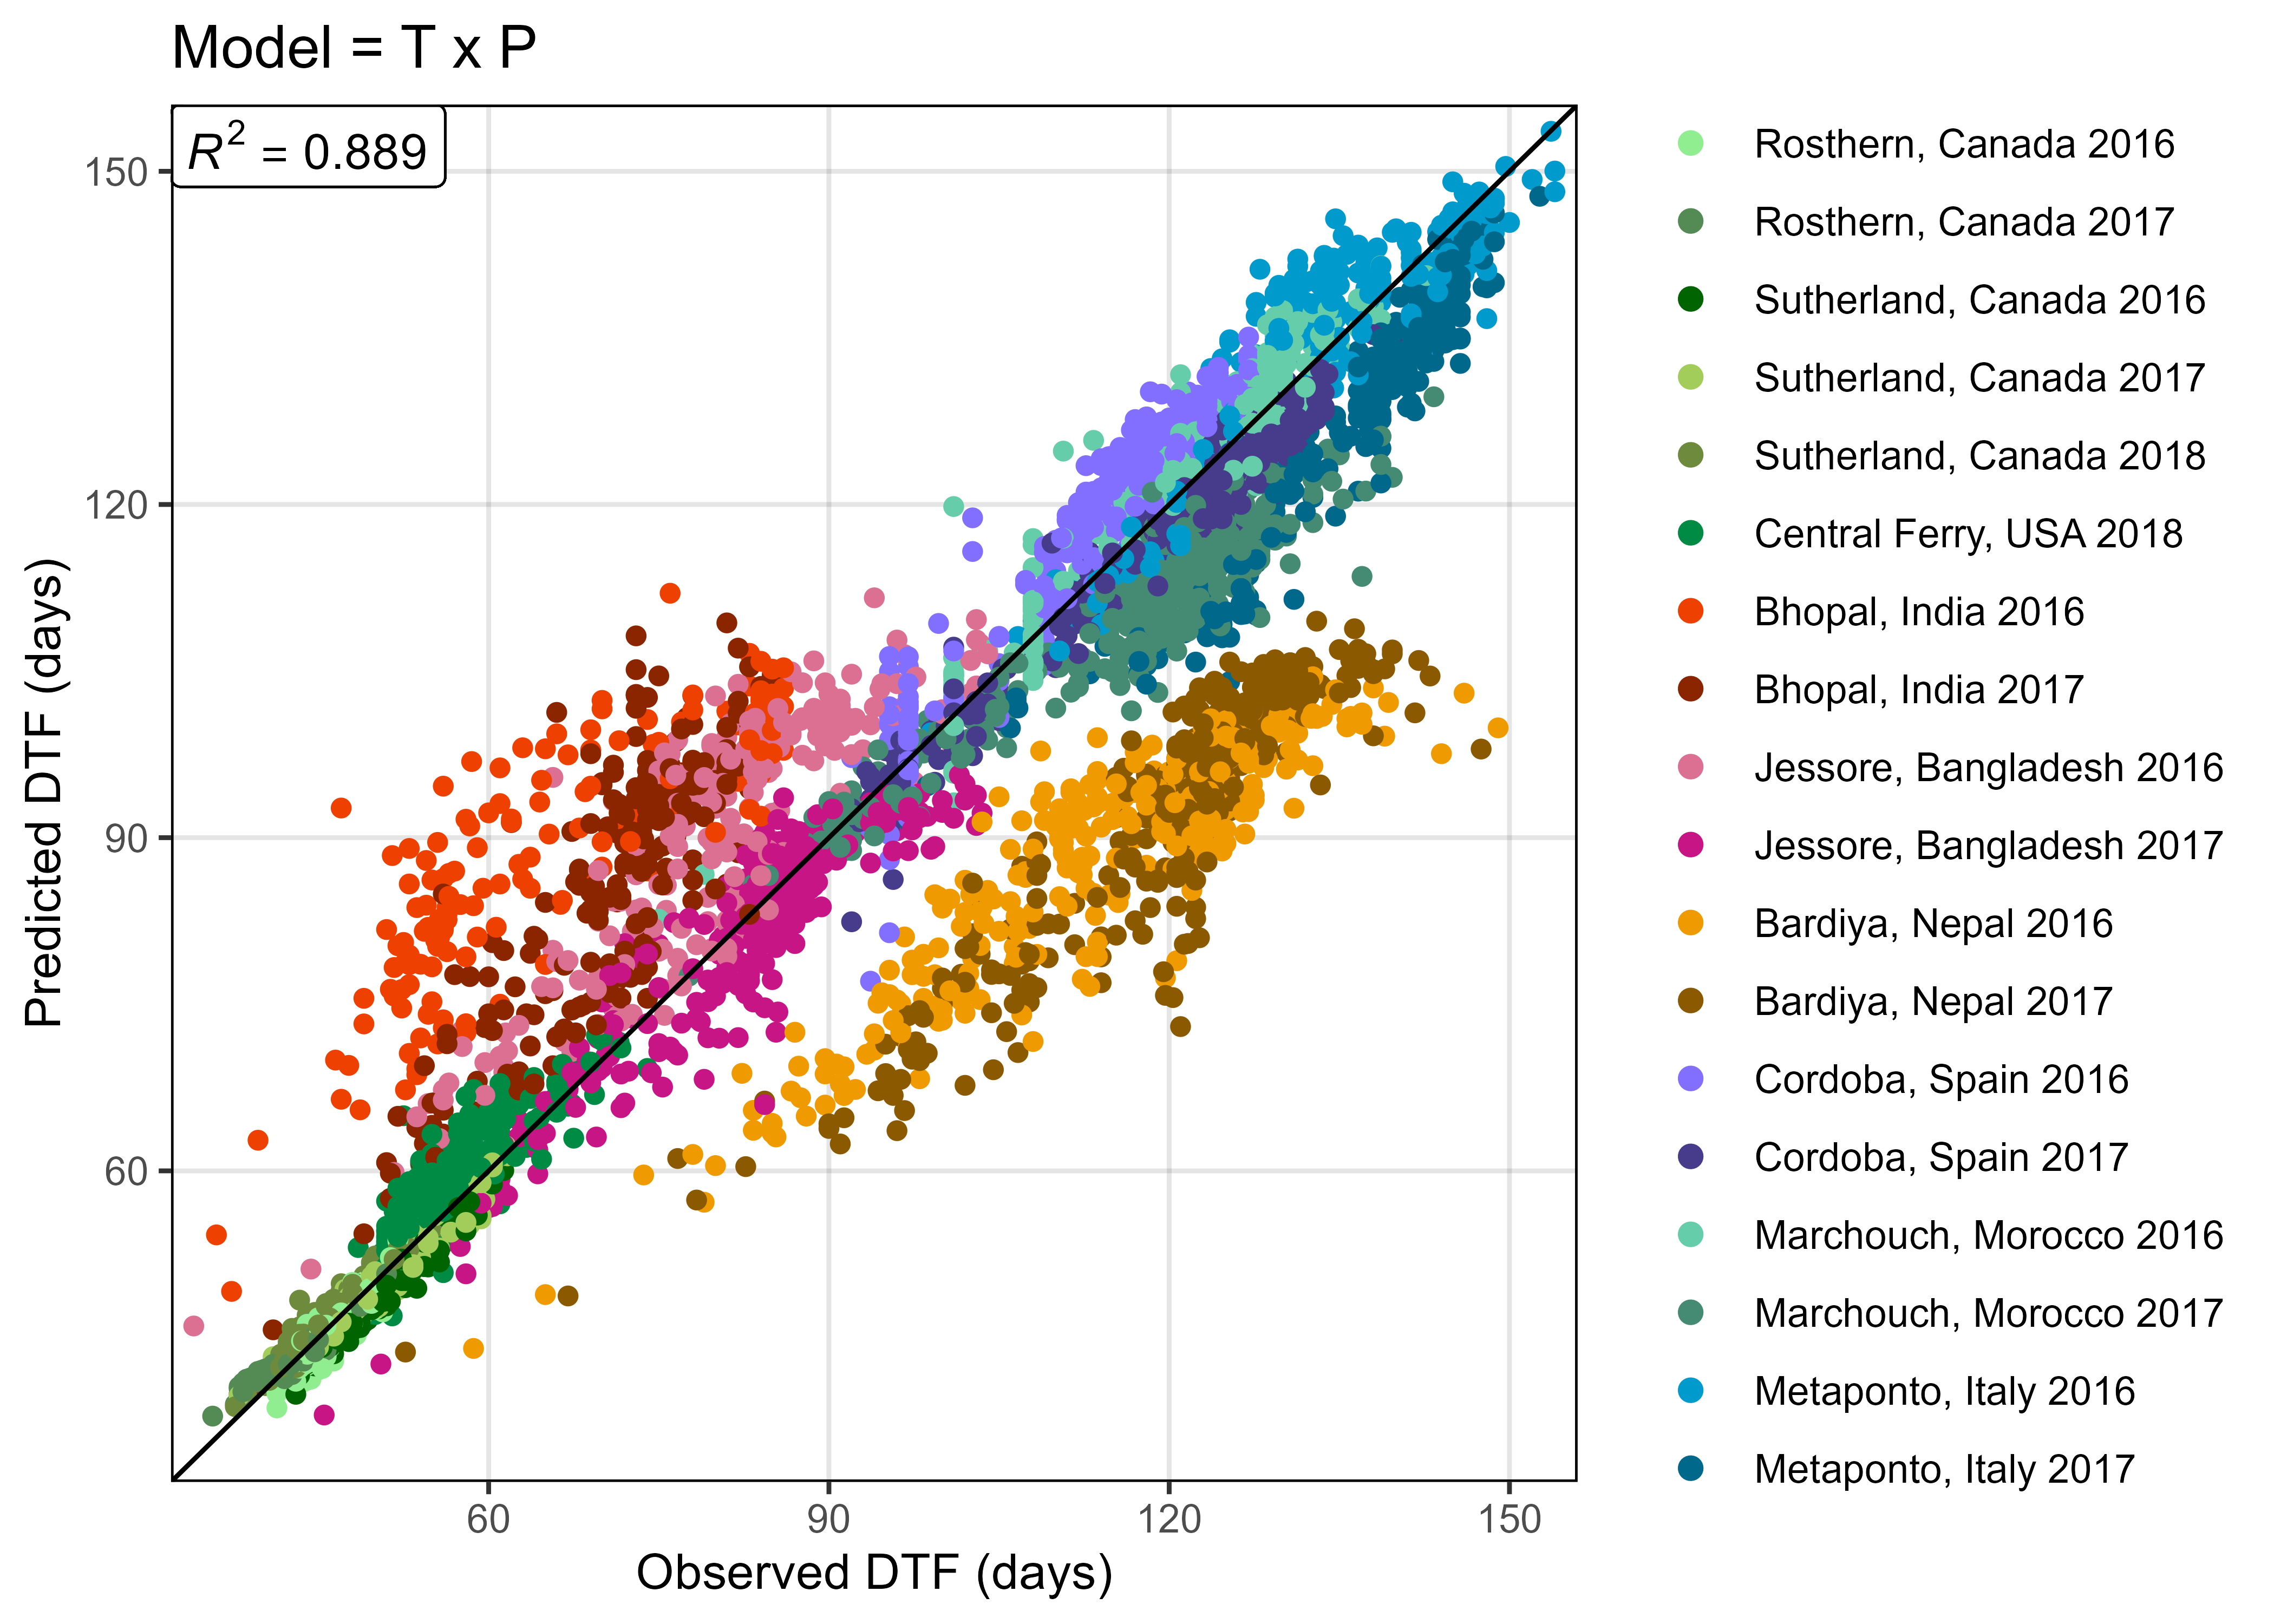 Model = T x P
R² = 0.889
Predicted DTF (days)
150
120
90
60
60 90 120 150
Observed DTF (days)
Rosthern, Canada 2016
Rosthern, Canada 2017
Sutherland, Canada 2016
Sutherland, Canada 2017
Sutherland, Canada 2018
Central Ferry, USA 2018
Bhopal, India 2016
Bhopal, India 2017
Jessore, Bangladesh 2016
Jessore, Bangladesh 2017
Bardiya, Nepal 2016
Bardiya, Nepal 2017
Cordoba, Spain 2016
Cordoba, Spain 2017
Marchouch, Morocco 2016
Marchouch, Morocco 2017
Metaponto, Italy 2016
Metaponto, Italy 2017